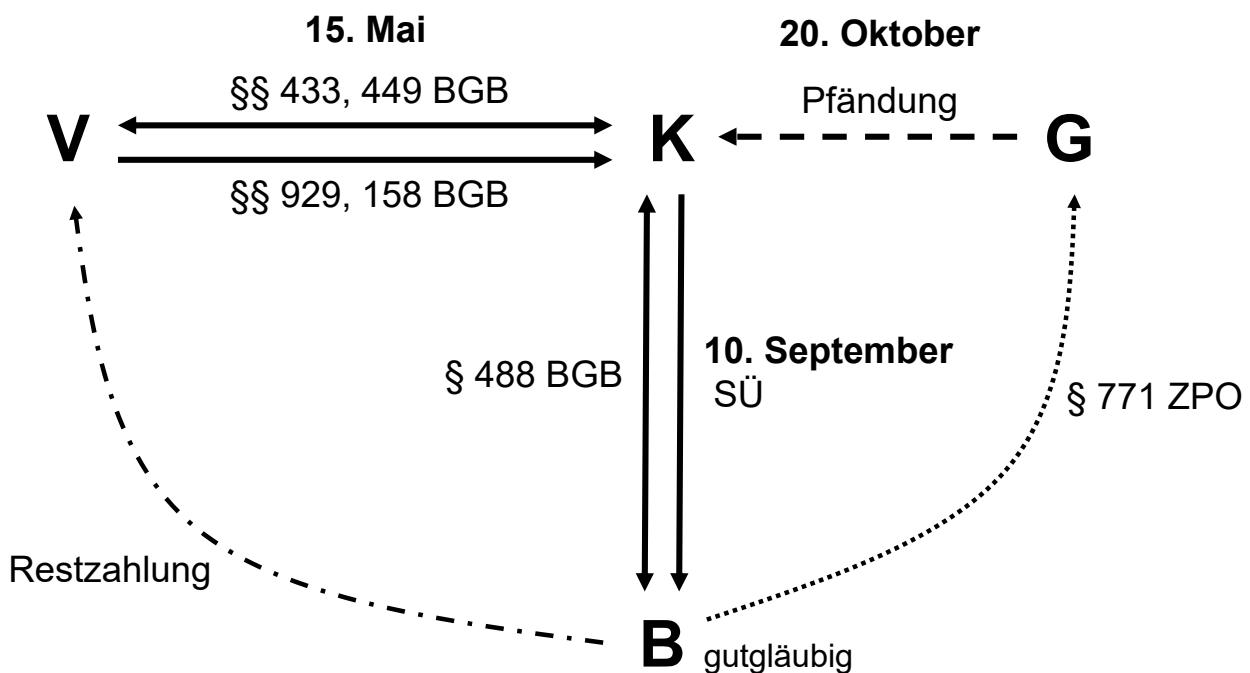 15. Mai
20. Oktober
§§ 433, 449 BGB
Pfändung
V
K
G
§§ 929, 158 BGB
10. September
§ 488 BGB
SÜ
§ 771 ZPO
Restzahlung
B gutgläubig